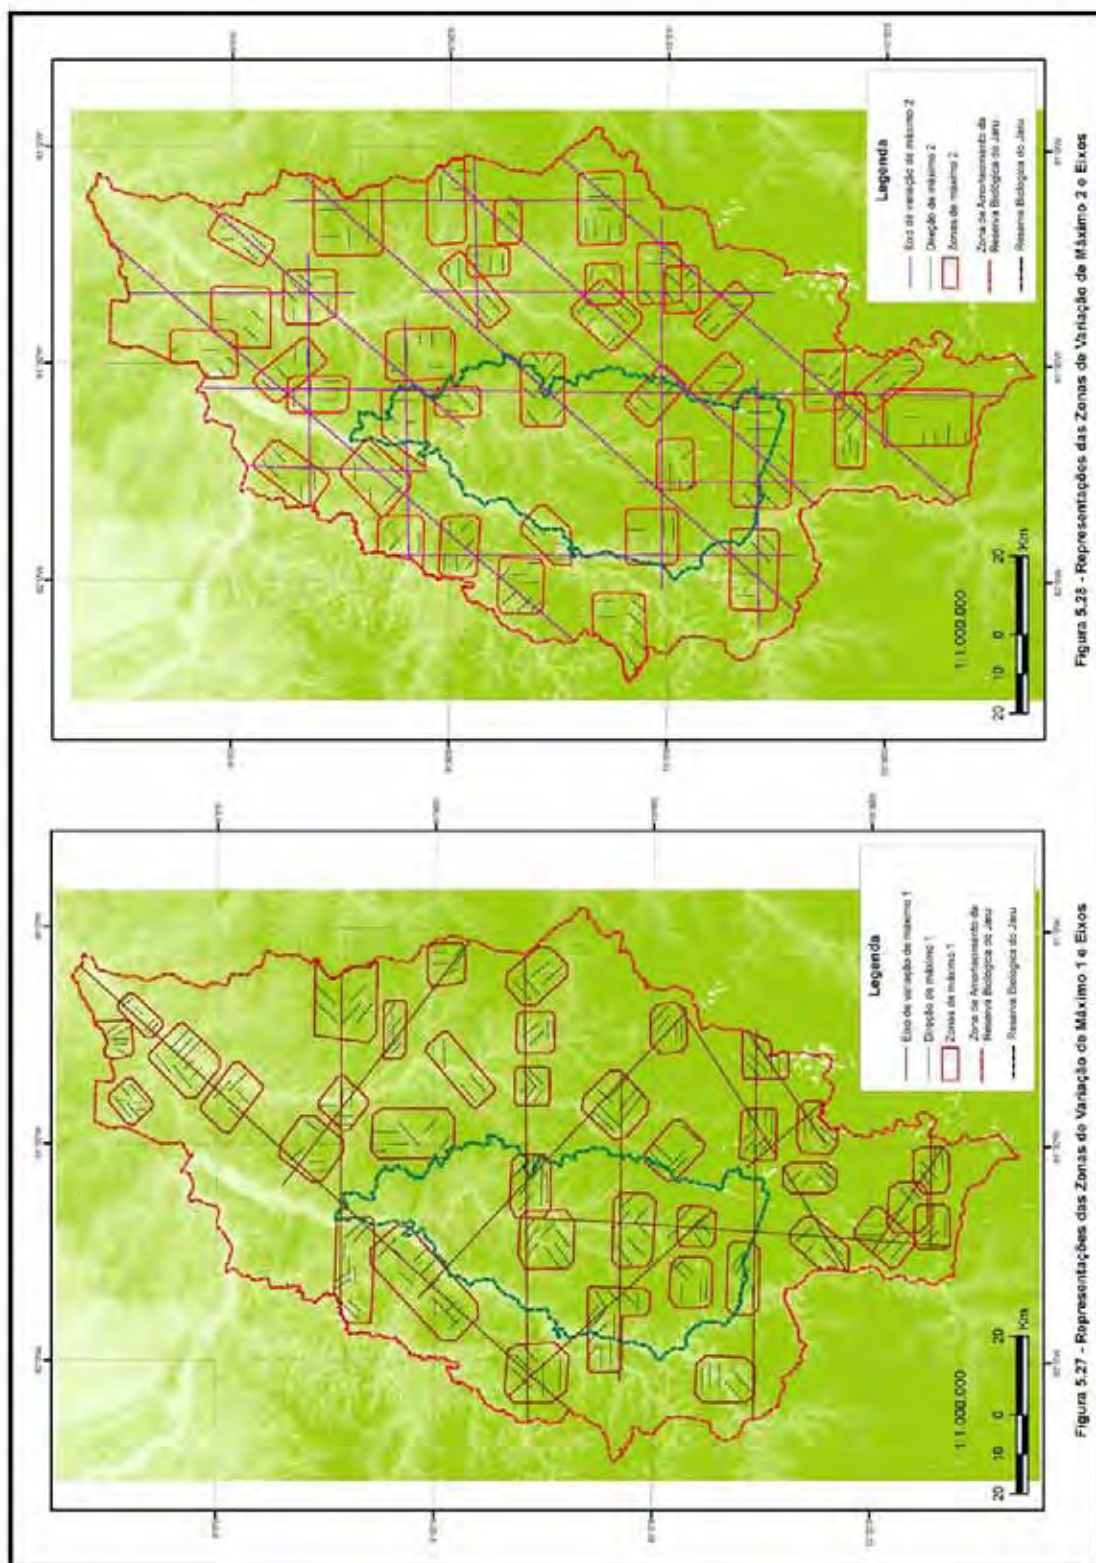 Legenda
Eixo de variação de máximo 1
Direção de máximo 1
Zonas de máximo 1
Zona de Amortecimento da
Reserva Biológica do Jaru
Reserva Biológica do Jaru
1:1.000.000
20 10 0 20
Km
Figura 5.27 - Representações das Zonas de Variação de Máximo 1 e Eixos
Legenda
Eixo de variação de máximo 2
Direção de máximo 2
Zonas de máximo 2
Zona de Amortecimento da
Reserva Biológica do Jaru
Reserva Biológica do Jaru
1:1.000.000
20 10 0 20
Km
Figura 5.28 - Representações das Zonas de Variação de Máximo 2 e Eixos